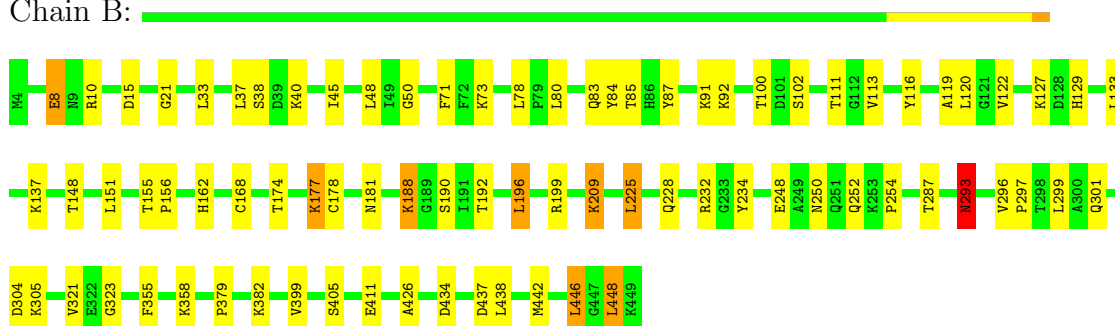 Chain B:
M4 E8 N9 R10 D15 G21 L33 L37 S38 D39 K40 I45 L48 I49 G50 F71 F72 K73 L78 P79 L80 Q83 Y84 T85 H86 Y87 K91 K92 T100 D101 S102 T111 G112 V113 Y116 A119 L120 G121 V122 K127 D128 H129 L133
K137 T148 L151 T155 P156 H162 C168 T174 K177 C178 N181 K188 G189 S190 I191 T192 L196 R199 K209 L225 Q228 R232 G233 Y234 E248 A249 N250 Q251 Q252 K253 P254 T287 N293 V296 P297 T298 L299 A300 Q301
D304 K305 V321 E322 G323 F355 K358 P379 K382 V399 S405 E411 A426 D434 D437 L438 M442 L446 G447 L448 K449